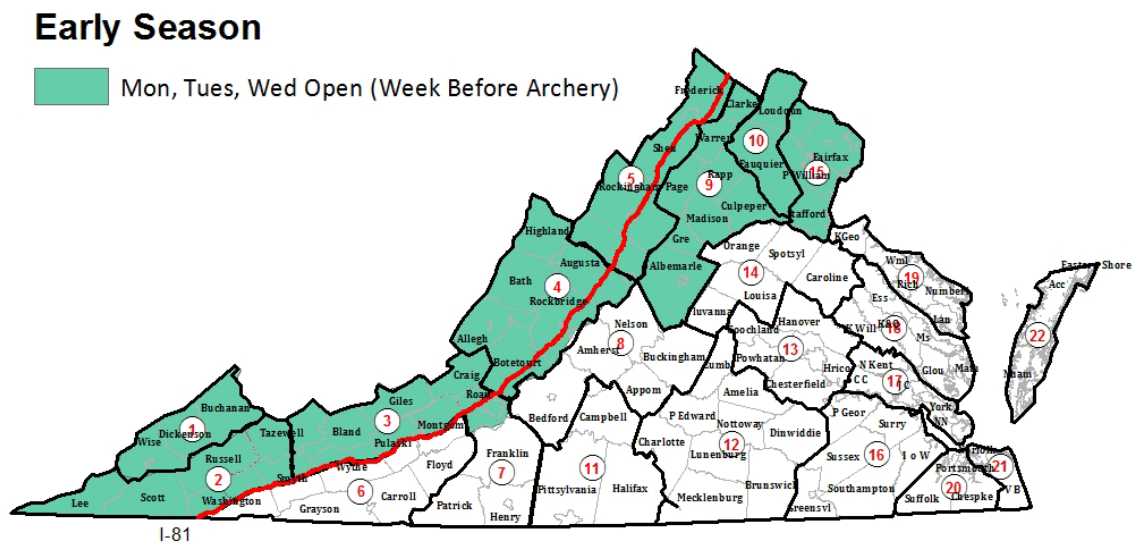 Early Season
Mon, Tues, Wed Open (Week Before Archery)
Frederick
Clarke
Loudoun
Warren
10
Fairfax
Shen
Fauquier
5
Rapp
P William
15
Rockingham
Page
9
Culpeper
Stafford
Madison
Highland
Gre
KGeo
Orange
Spotsyl
Augusta
Albemarle
Wml
Eastern Shore
Bath
14
Caroline
Rich
19
Acc
4
Number
Rockbridge
Louisa
Ess
Lan
Fluvanna
Nelson
Goochland
Hanover
K Will
K&Q
18
Ms
22
Allegh
Amherst
8
Buckingham
13
Powhatan
Botetourt
Cumb
Hrico
N Kent
Glou
Math
Nham
Craig
17
C C
J C
Giles
Roan
Appom
Amelia
Chesterfield
York
NN
Buchanan
Bedford
Campbell
P Edward
P Geor
Surry
1
Dickenson
Wise
Tazewell
Bland
3
Montgom
Pulaski
Charlotte
Nottoway
Dinwiddie
12
Lunenburg
Sussex
16
I o W
Portsmouth
21
Russell
Wythe
Floyd
Franklin
7
11
2
Smyth
Scott
Washington
6
Carroll
Pittsylvania
Halifax
Brunswick
Southampton
20
V B
Lee
Grayson
Patrick
Henry
Mecklenburg
Greensvl
Suffolk
Chespke
I-81